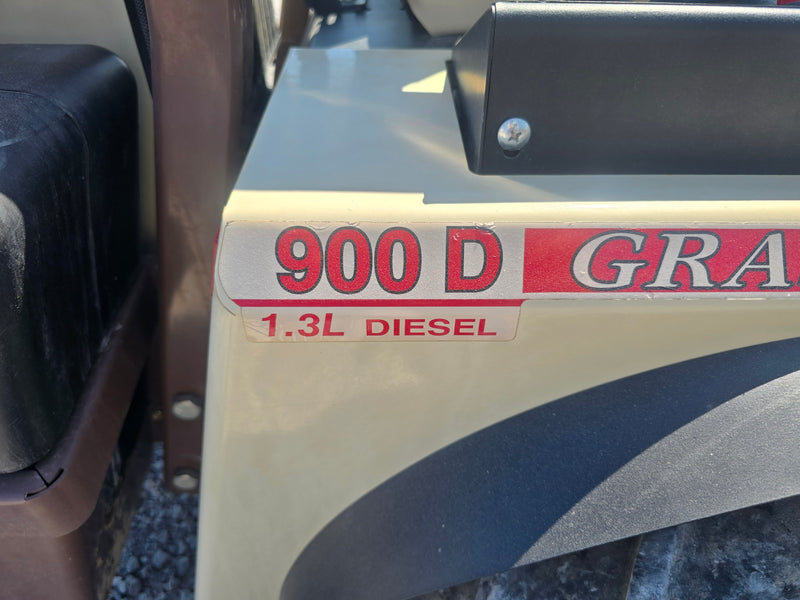 900 D GRA
1.3L DIESEL